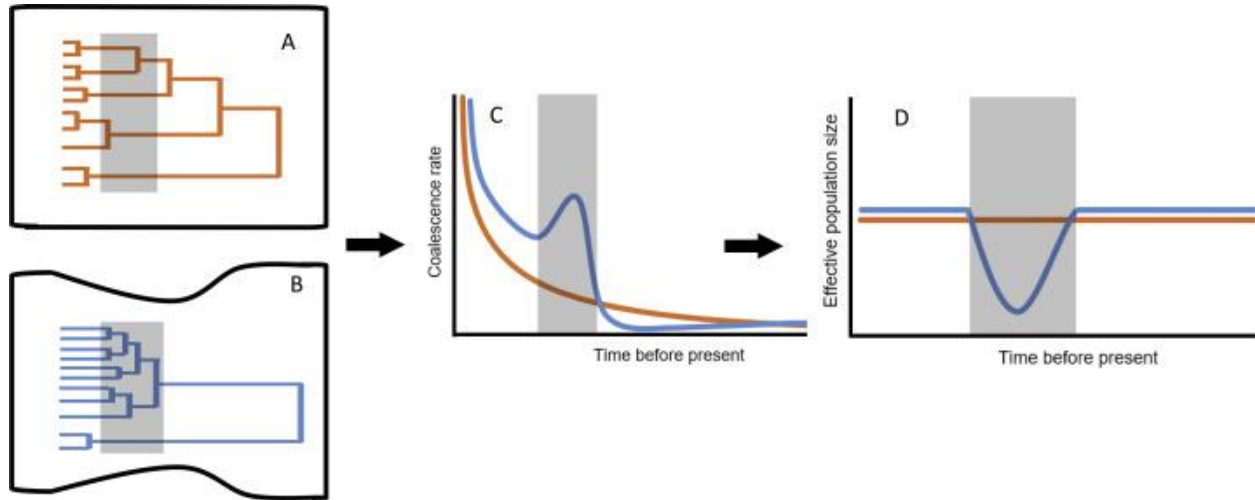 A
B
C
Coalescence rate
Time before present
D
Effective population size
Time before present